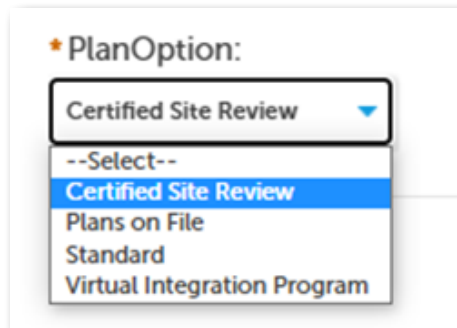 *PlanOption:
Certified Site Review
--Select--
Certified Site Review
Plans on File
Standard
Virtual Integration Program